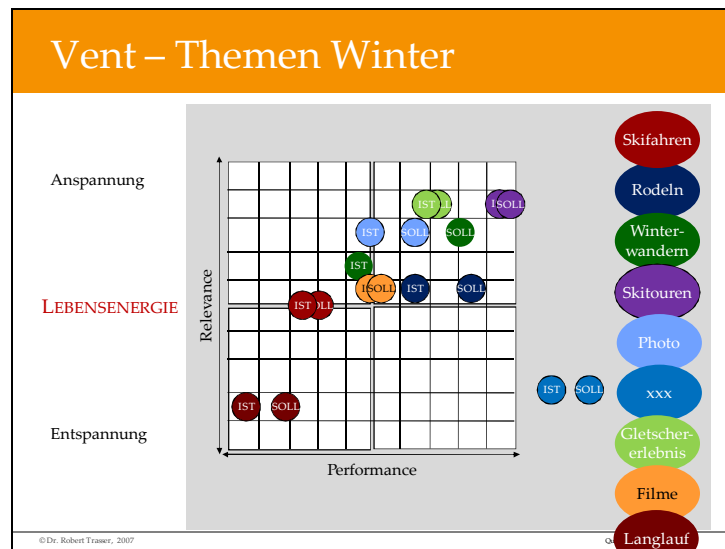 Vent – Themen Winter
Anspannung
LEBENSENERGIE
Entspannung
Relevance
Performance
IST
SOLL
IST
SOLL
IST
SOLL
IST
IST
SOLL
IST
SOLL
IST
SOLL
IST
SOLL
Skifahren
Rodeln
Winter-
wandern
Skitouren
Photo
xxx
Gletscher-
erlebnis
Filme
Langlauf
© Dr. Robert Trasser, 2007